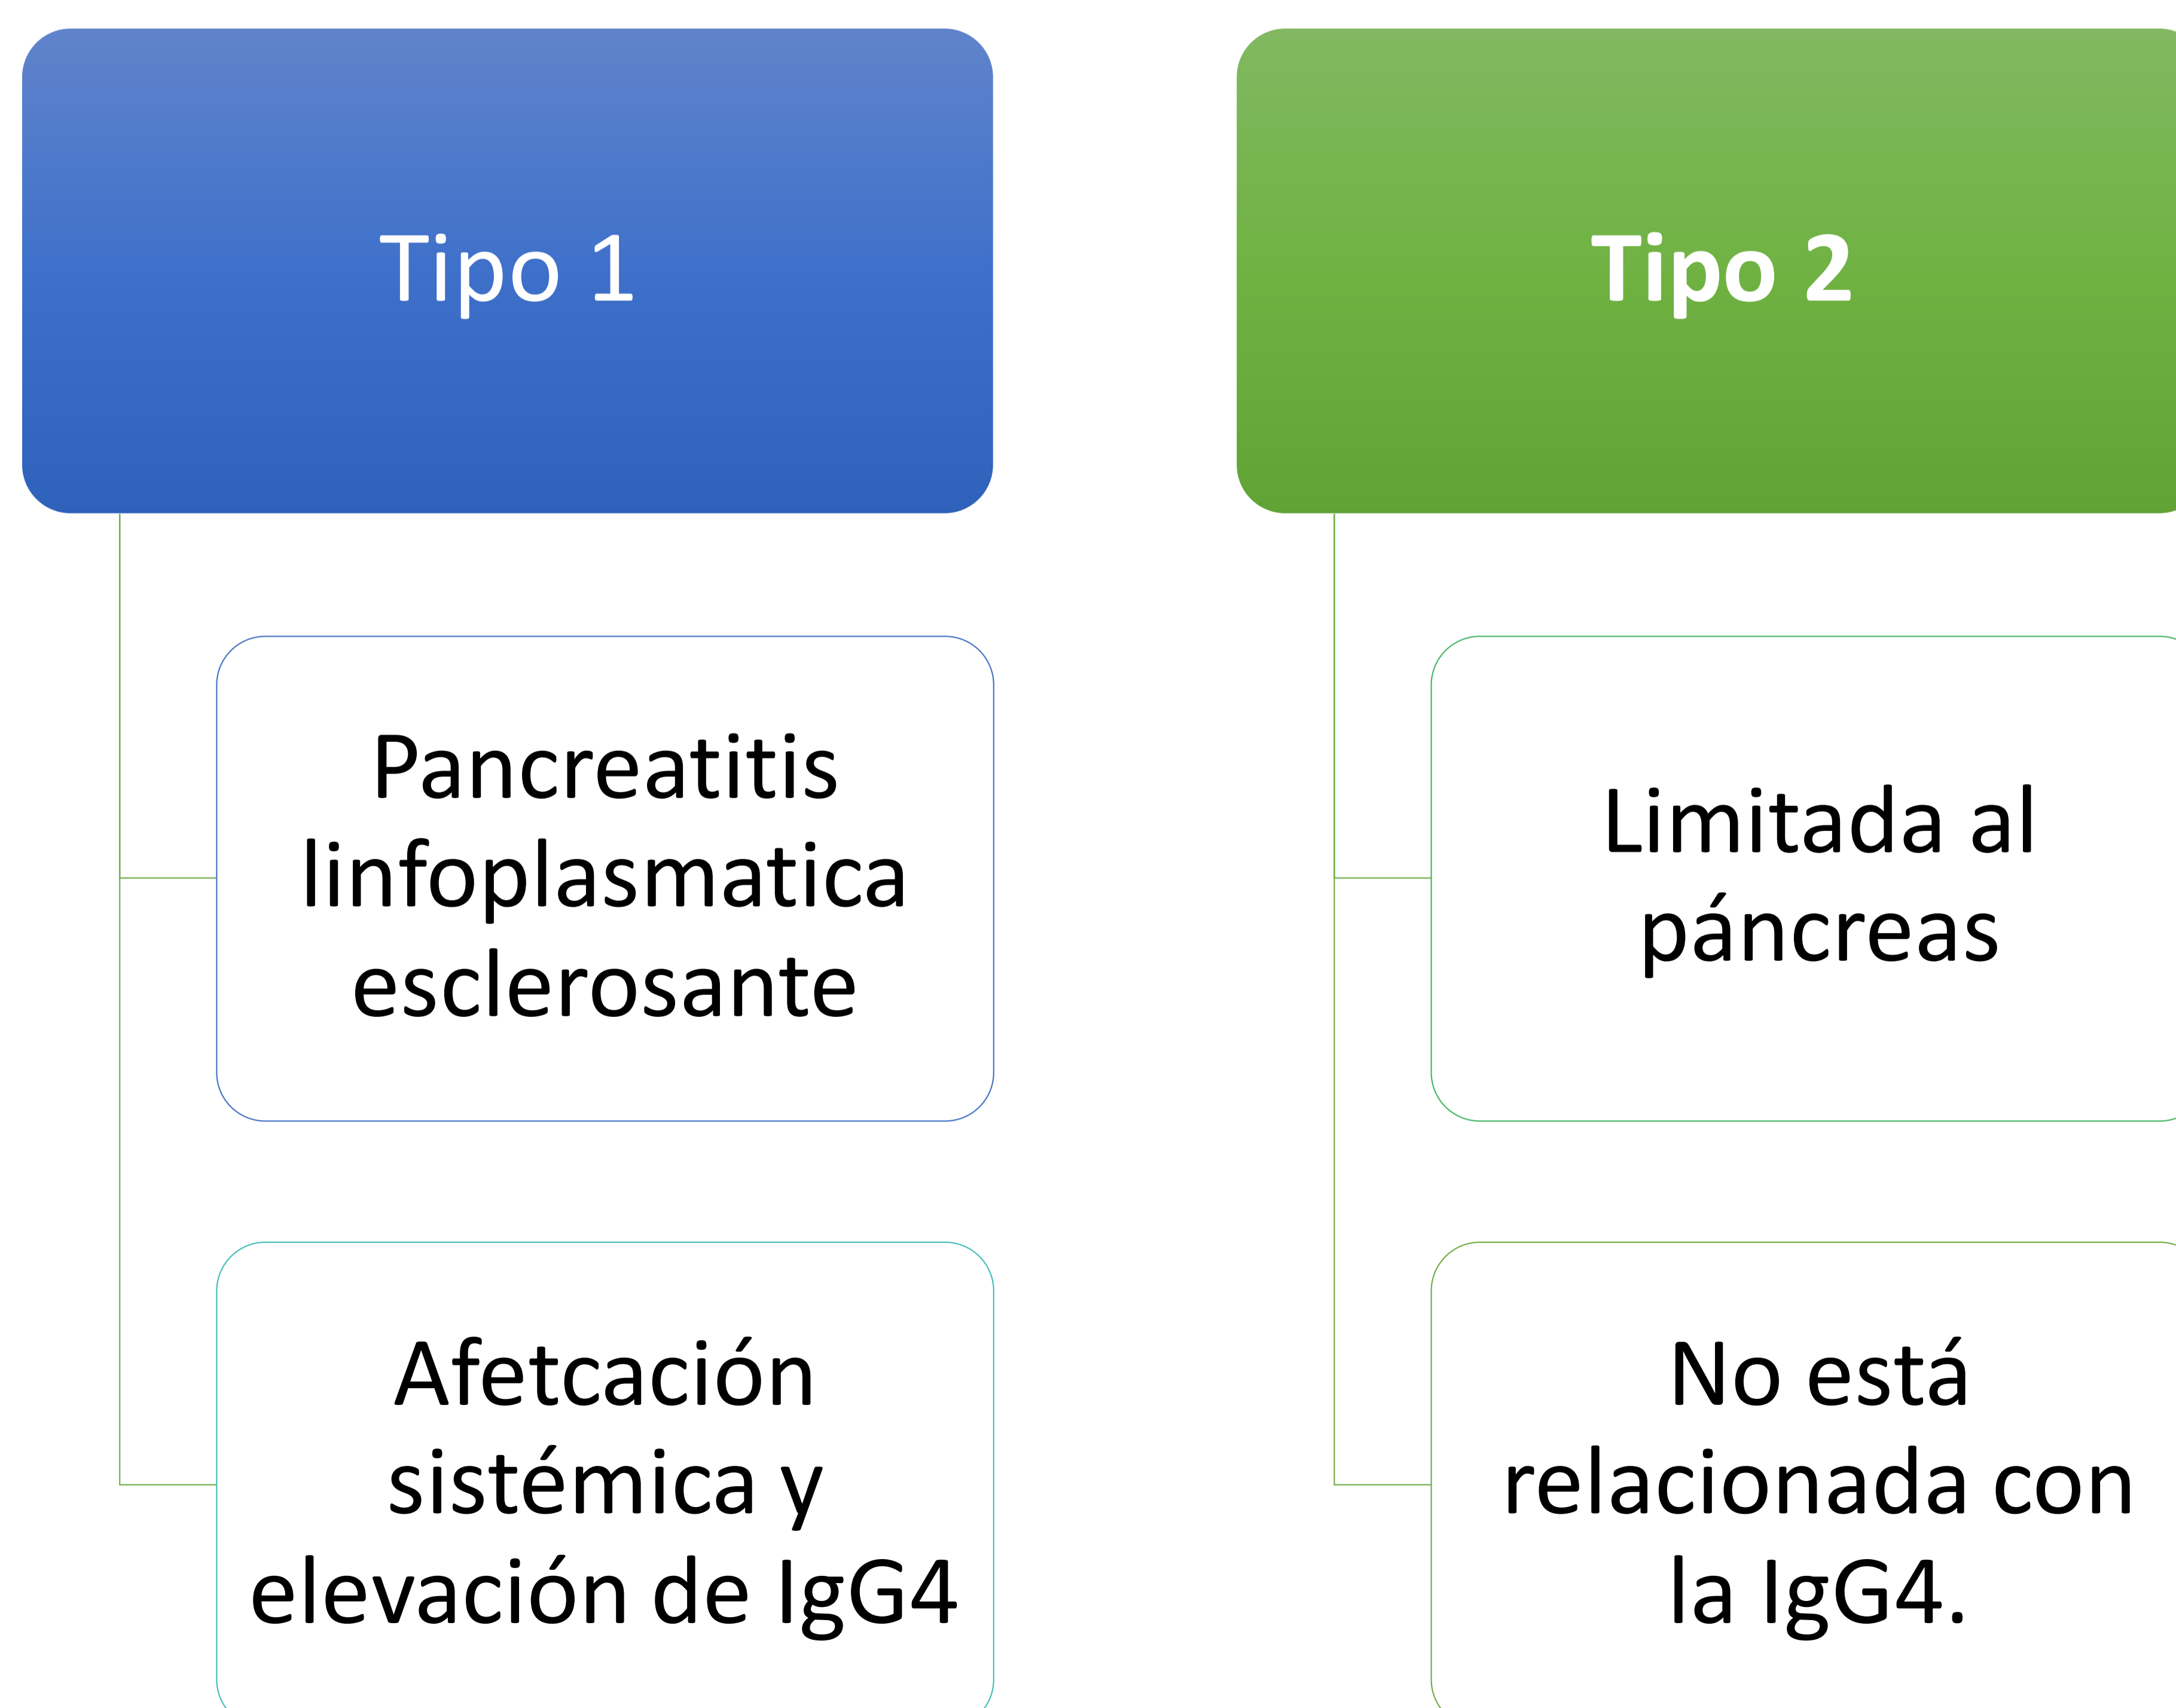 Tipo 1
Pancreatitis
linfoplasmatica
esclerosante
Afetcación
sistémica y
elevación de IgG4
Tipo 2
Limitada al
páncreas
No está
relacionada con
la IgG4.